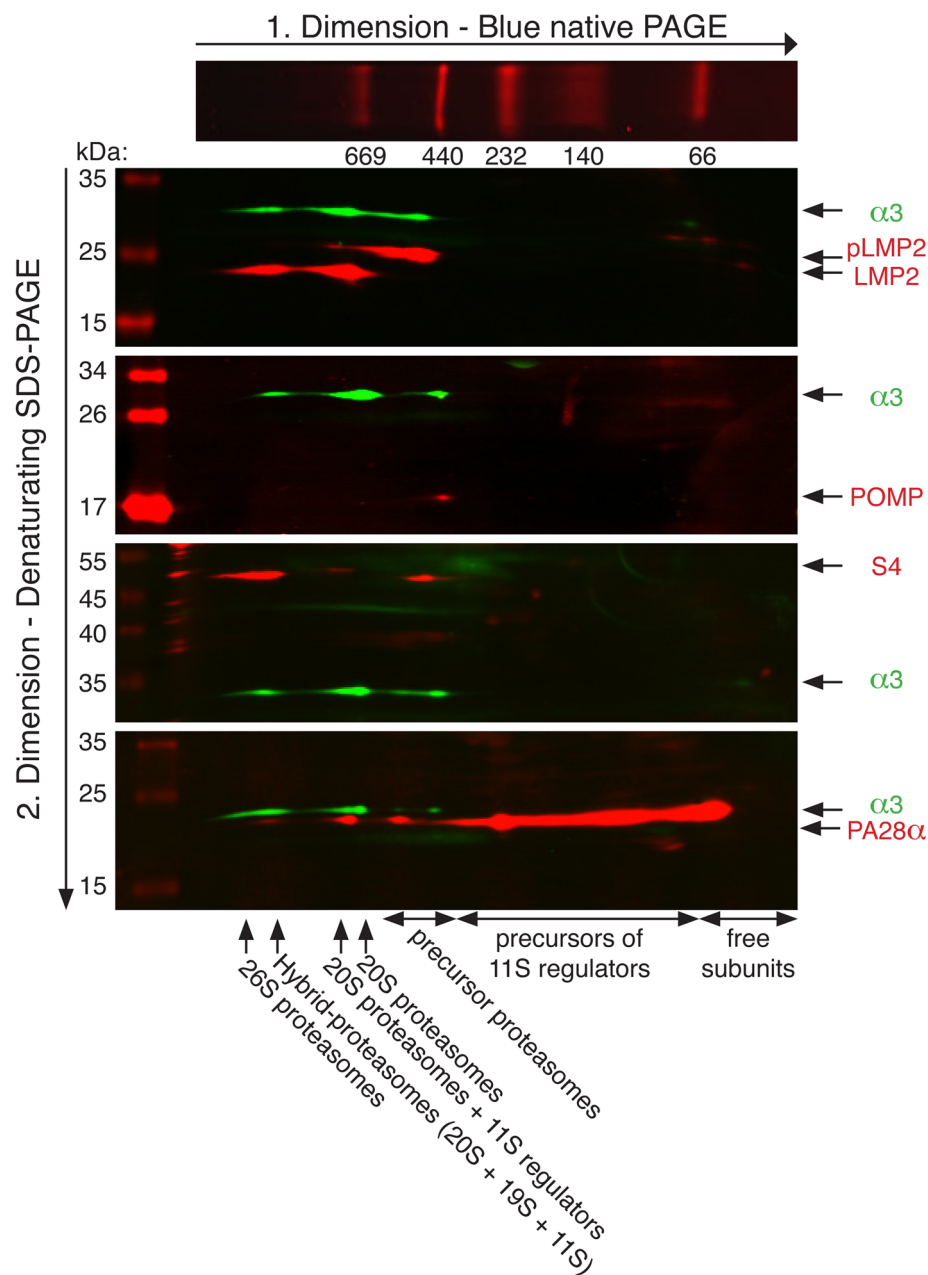 1. Dimension - Blue native PAGE
kDa:
669 440 232 140 66
2. Dimension - Denaturating SDS-PAGE
35
25
15
α3
pLMP2
LMP2
34
26
17
α3
POMP
55
45
40
35
S4
α3
35
25
15
α3
PA28α
26S proteasomes
Hybrid-proteasomes (20S + 19S + 11S)
20S proteasomes + 11S regulators
20S proteasomes
precursor proteasomes
precursors of
11S regulators
free
subunits